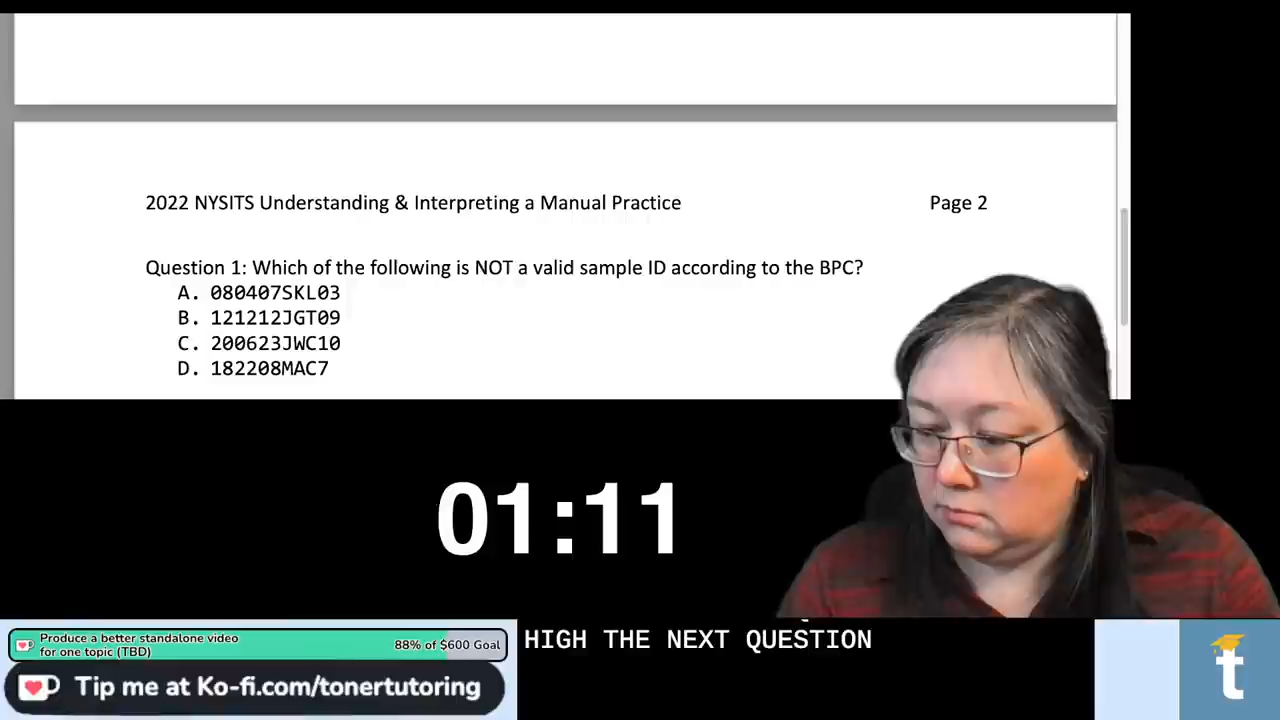 2022 NYSITS Understanding & Interpreting a Manual Practice Page 2
Question 1: Which of the following is NOT a valid sample ID according to the BPC?
A. 080407SKL03
B. 121212JGT09
C. 200623JWC10
D. 182208MAC7
01:11
Produce a better standalone video
for one topic (TBD)
88% of $600 Goal
HIGH THE NEXT QUESTION
Tip me at Ko-fi.com/tonertutoring
t